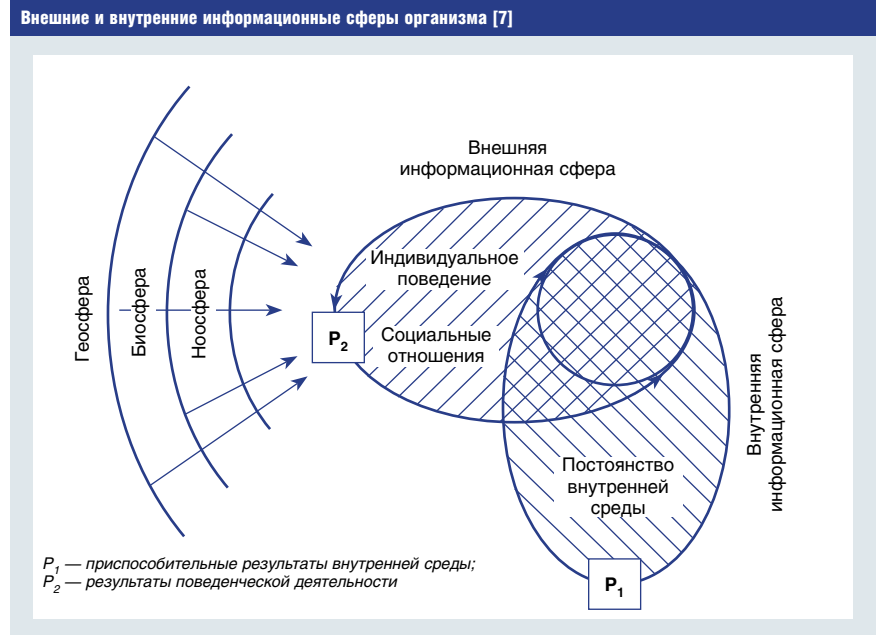 Внешние и внутренние информационные сферы организма [7]
Внешняя
информационная сфера
Геосфера
Биосфера
Ноосфера
Индивидуальное
поведение
P2
Социальные
отношения
Внутренняя
информационная сфера
Постоянство
внутренней
среды
P1
P1 — приспособительные результаты внутренней среды;
P2 — результаты поведенческой деятельности